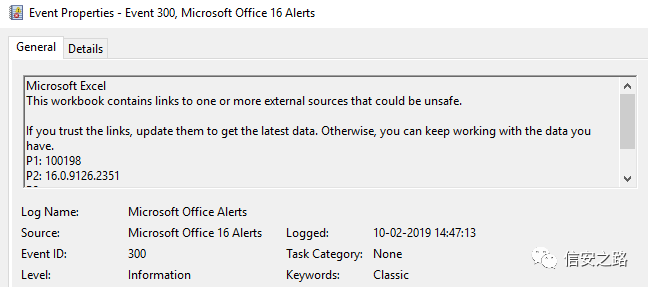 Event Properties - Event 300, Microsoft Office 16 Alerts
General Details
Microsoft Excel
This workbook contains links to one or more external sources that could be unsafe.
If you trust the links, update them to get the latest data. Otherwise, you can keep working with the data you
have.
P1: 100198
P2: 16.0.9126.2351
Log Name: Microsoft Office Alerts
Source: Microsoft Office 16 Alerts Logged: 10-02-2019 14:47:13
Event ID: 300 Task Category: None
Level: Information Keywords: Classic
信安之路